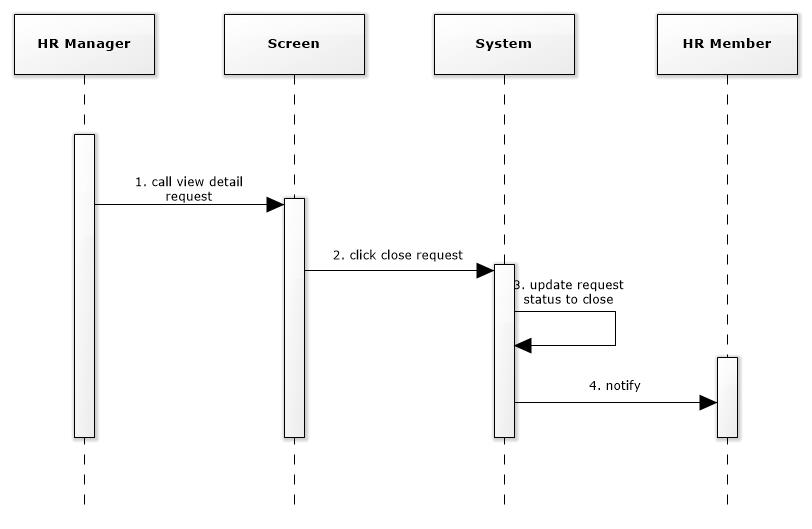 HR Manager
Screen
System
HR Member
1. call view detail
request
2. click close request
3. update request
status to close
4. notify